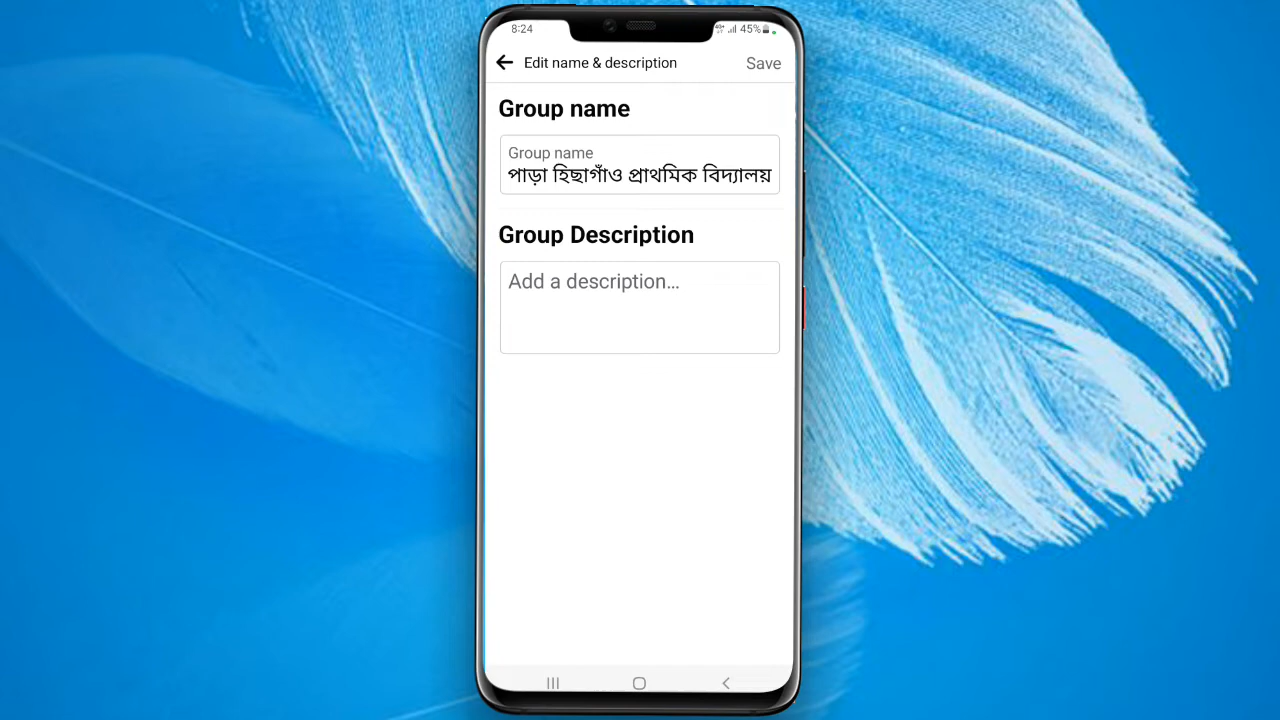 8:24
45%
Edit name & description
Save
Group name
Group name
পাড়া হিছাগাঁও প্রাথমিক বিদ্যালয়
Group Description
Add a description...